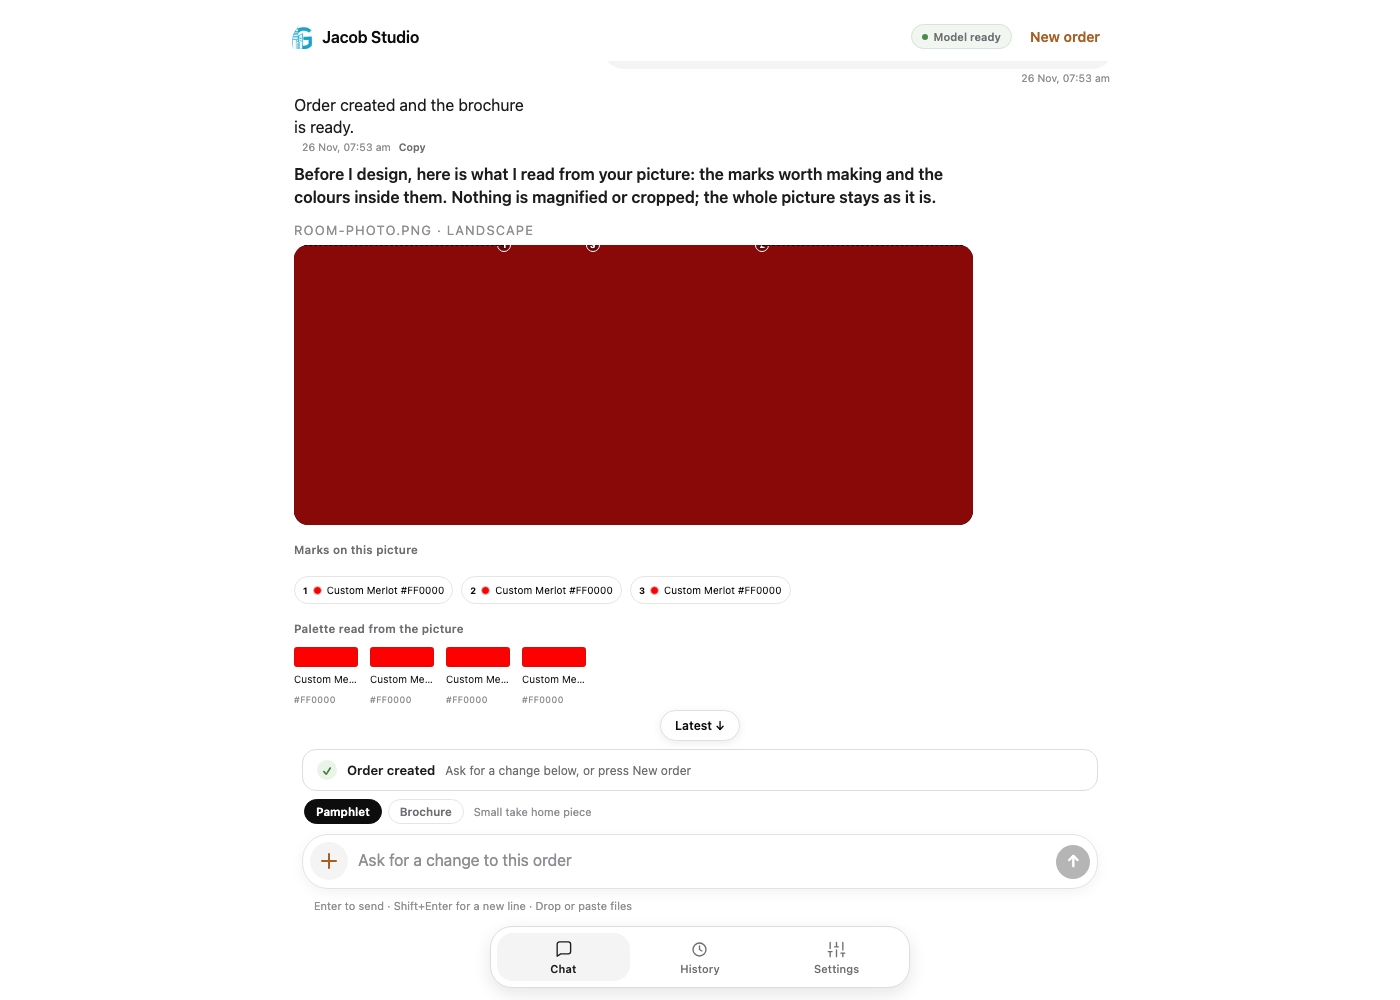 Jacob Studio
Model ready
New order
26 Nov, 07:53 am
Order created and the brochure
is ready.
26 Nov, 07:53 am Copy
Before I design, here is what I read from your picture: the marks worth making and the
colours inside them. Nothing is magnified or cropped; the whole picture stays as it is.
ROOM-PHOTO.PNG · LANDSCAPE
Marks on this picture
1 Custom Merlot #FF0000
2 Custom Merlot #FF0000
3 Custom Merlot #FF0000
Palette read from the picture
Custom Me... Custom Me... Custom Me... Custom Me...
#FF0000 #FF0000 #FF0000 #FF0000
Latest ↓
Order created Ask for a change below, or press New order
Pamphlet Brochure Small take home piece
Ask for a change to this order
Enter to send · Shift+Enter for a new line · Drop or paste files
Chat History Settings